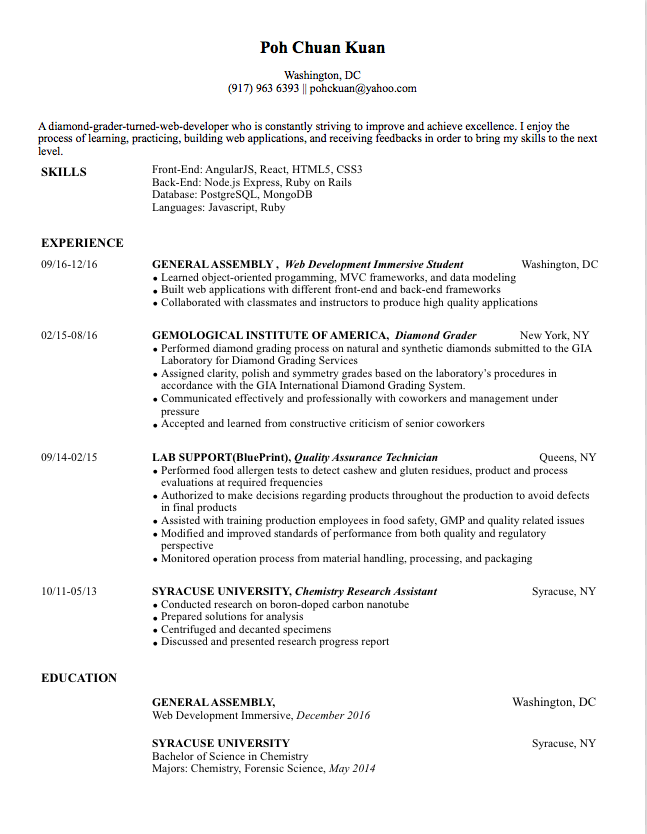 Poh Chuan Kuan
Washington, DC
(917) 963 6393 || pohckuan@yahoo.com
A diamond-grader-turned-web-developer who is constantly striving to improve and achieve excellence. I enjoy the
process of learning, practicing, building web applications, and receiving feedbacks in order to bring my skills to the next
level.
SKILLS
Front-End: AngularJS, React, HTML5, CSS3
Back-End: Node.js Express, Ruby on Rails
Database: PostgreSQL, MongoDB
Languages: Javascript, Ruby
EXPERIENCE
09/16-12/16 GENERAL ASSEMBLY , Web Development Immersive Student Washington, DC
• Learned object-oriented progamming, MVC frameworks, and data modeling
• Built web applications with different front-end and back-end frameworks
• Collaborated with classmates and instructors to produce high quality applications
02/15-08/16 GEMOLOGICAL INSTITUTE OF AMERICA, Diamond Grader New York, NY
• Performed diamond grading process on natural and synthetic diamonds submitted to the GIA
Laboratory for Diamond Grading Services
• Assigned clarity, polish and symmetry grades based on the laboratory's procedures in
accordance with the GIA International Diamond Grading System.
• Communicated effectively and professionally with coworkers and management under
pressure
• Accepted and learned from constructive criticism of senior coworkers
09/14-02/15 LAB SUPPORT(BluePrint), Quality Assurance Technician Queens, NY
• Performed food allergen tests to detect cashew and gluten residues, product and process
evaluations at required frequencies
• Authorized to make decisions regarding products throughout the production to avoid defects
in final products
• Assisted with training production employees in food safety, GMP and quality related issues
• Modified and improved standards of performance from both quality and regulatory
perspective
• Monitored operation process from material handling, processing, and packaging
10/11-05/13 SYRACUSE UNIVERSITY, Chemistry Research Assistant Syracuse, NY
• Conducted research on boron-doped carbon nanotube
• Prepared solutions for analysis
• Centrifuged and decanted specimens
• Discussed and presented research progress report
EDUCATION
GENERAL ASSEMBLY, Washington, DC
Web Development Immersive, December 2016
SYRACUSE UNIVERSITY Syracuse, NY
Bachelor of Science in Chemistry
Majors: Chemistry, Forensic Science, May 2014